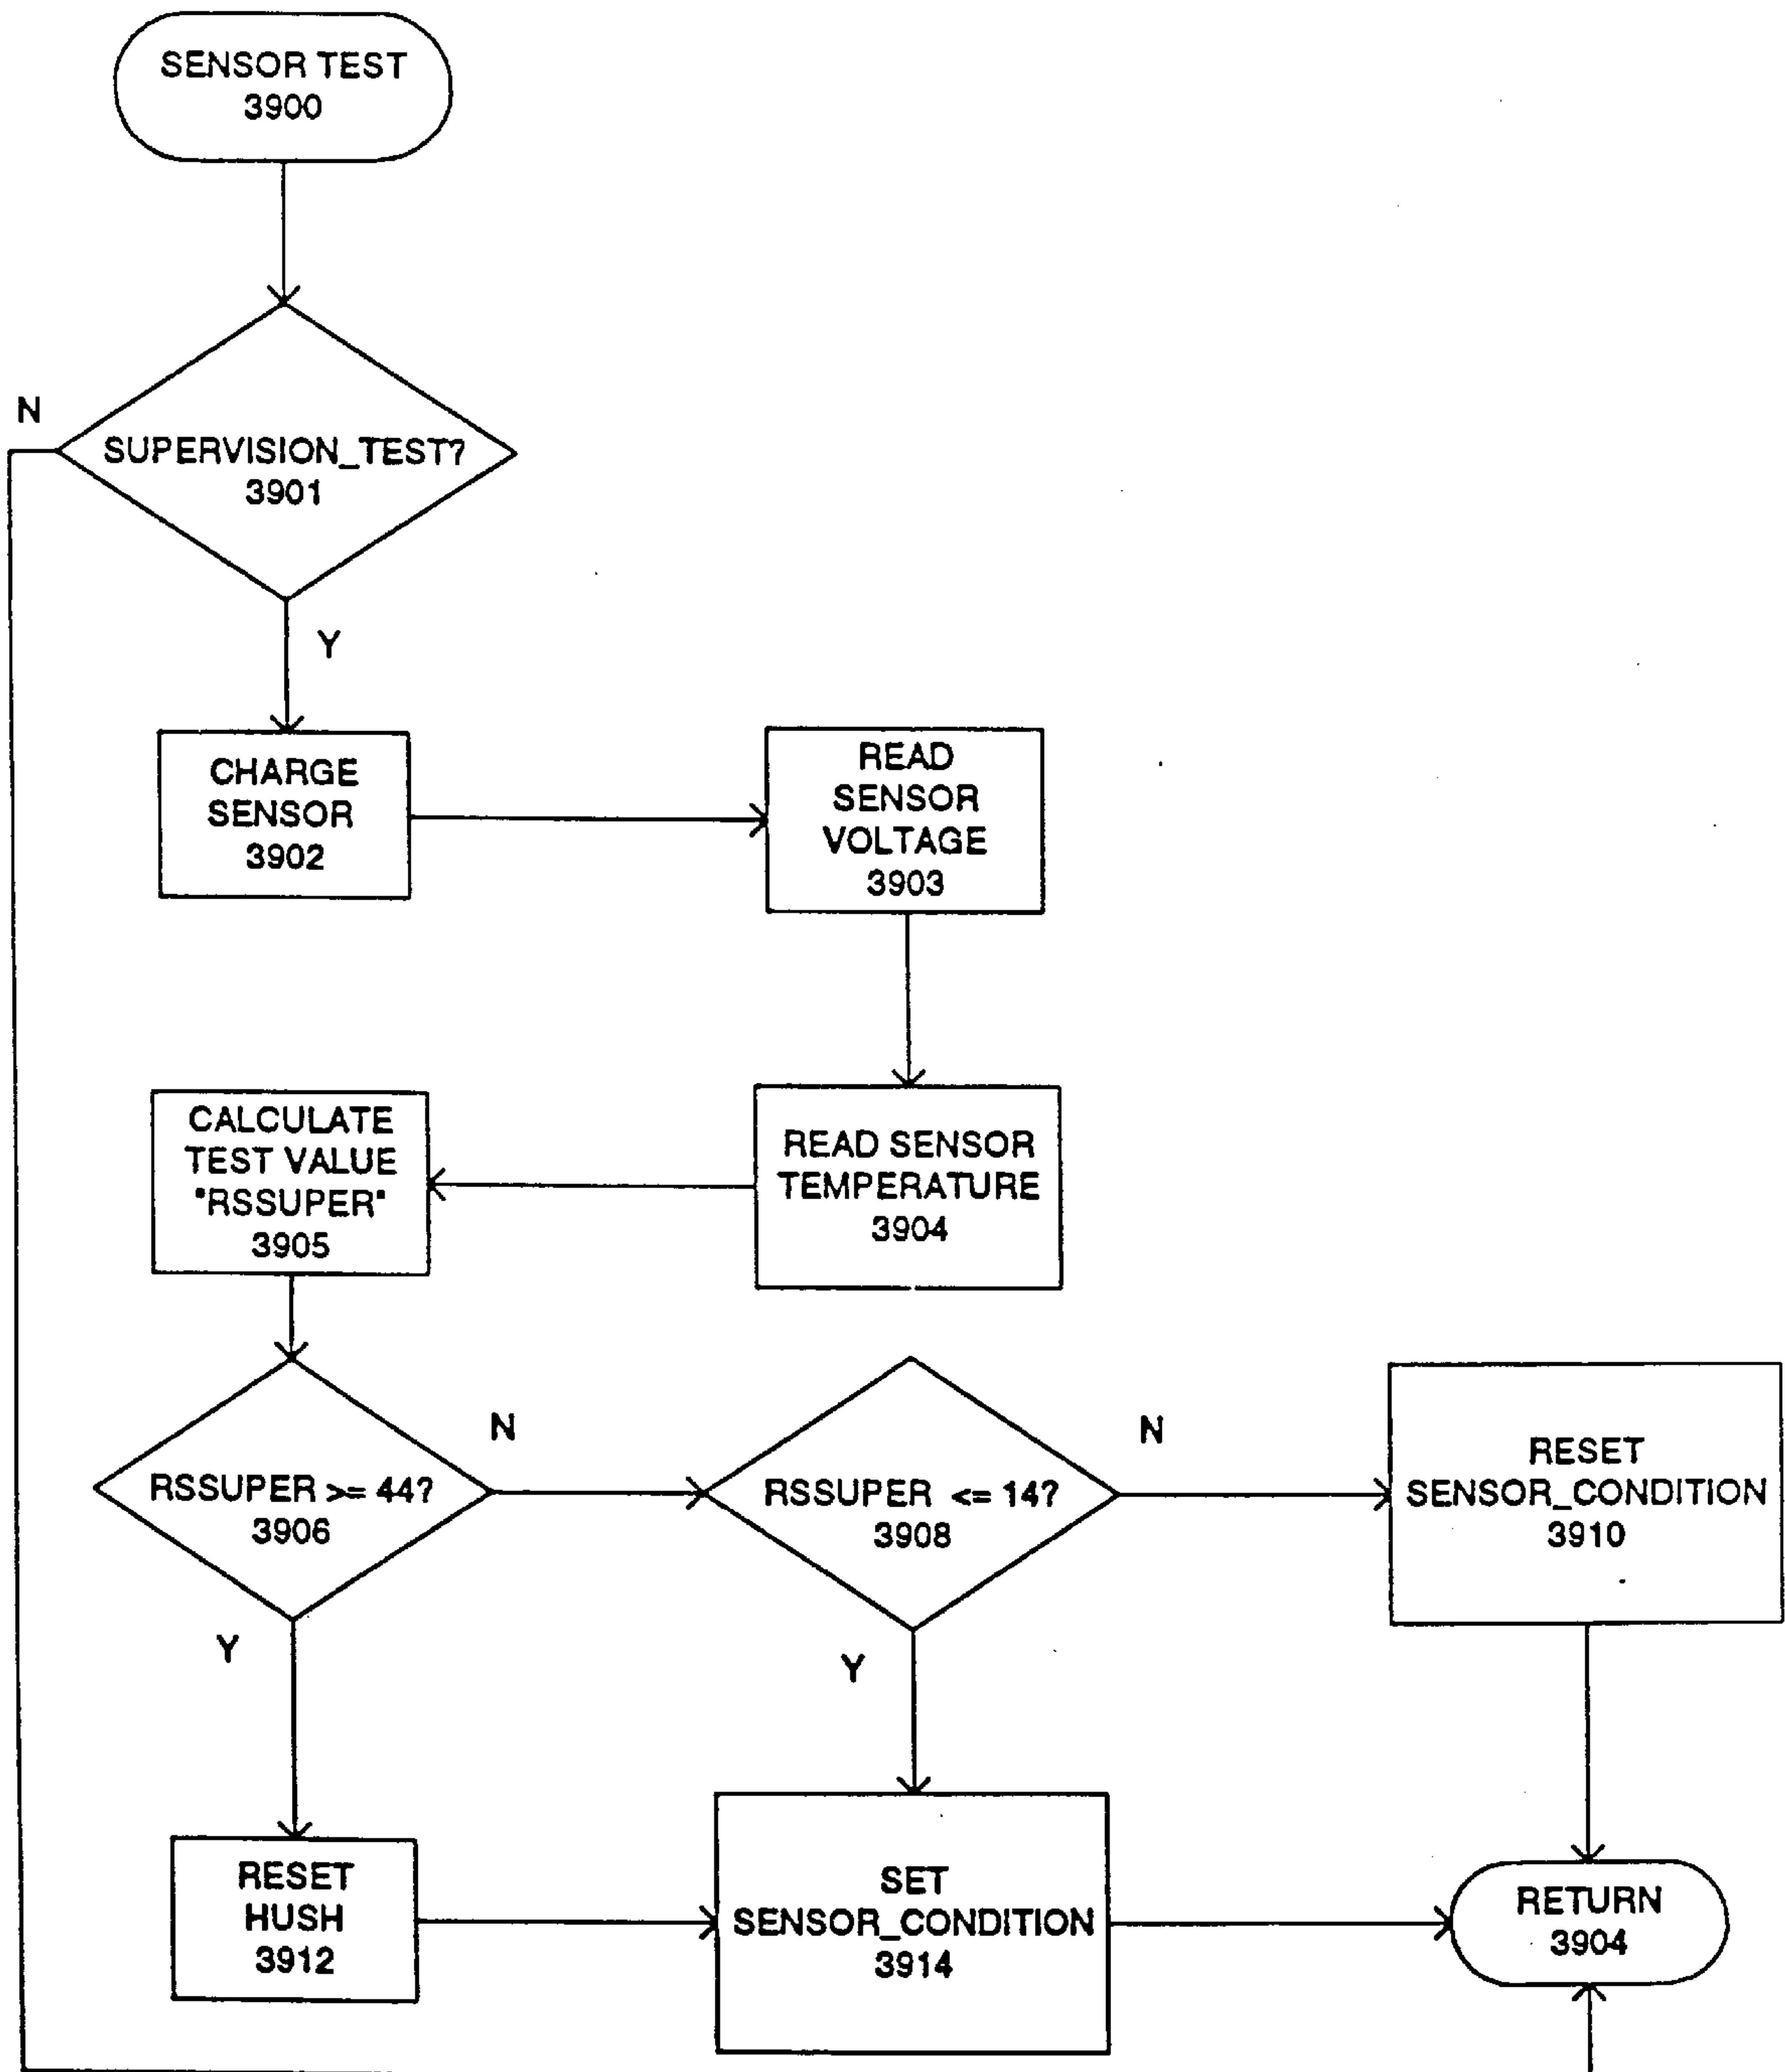 SENSOR TEST
3900
N
SUPERVISION_TEST?
3901
Y
CHARGE
SENSOR
3902
READ
SENSOR
VOLTAGE
3903
READ SENSOR
TEMPERATURE
3904
CALCULATE
TEST VALUE
"RSSUPER"
3905
RSSUPER >= 44?
3906
N
RSSUPER <= 14?
3908
N
RESET
SENSOR_CONDITION
3910
Y
Y
RESET
HUSH
3912
SET
SENSOR_CONDITION
3914
RETURN
3904